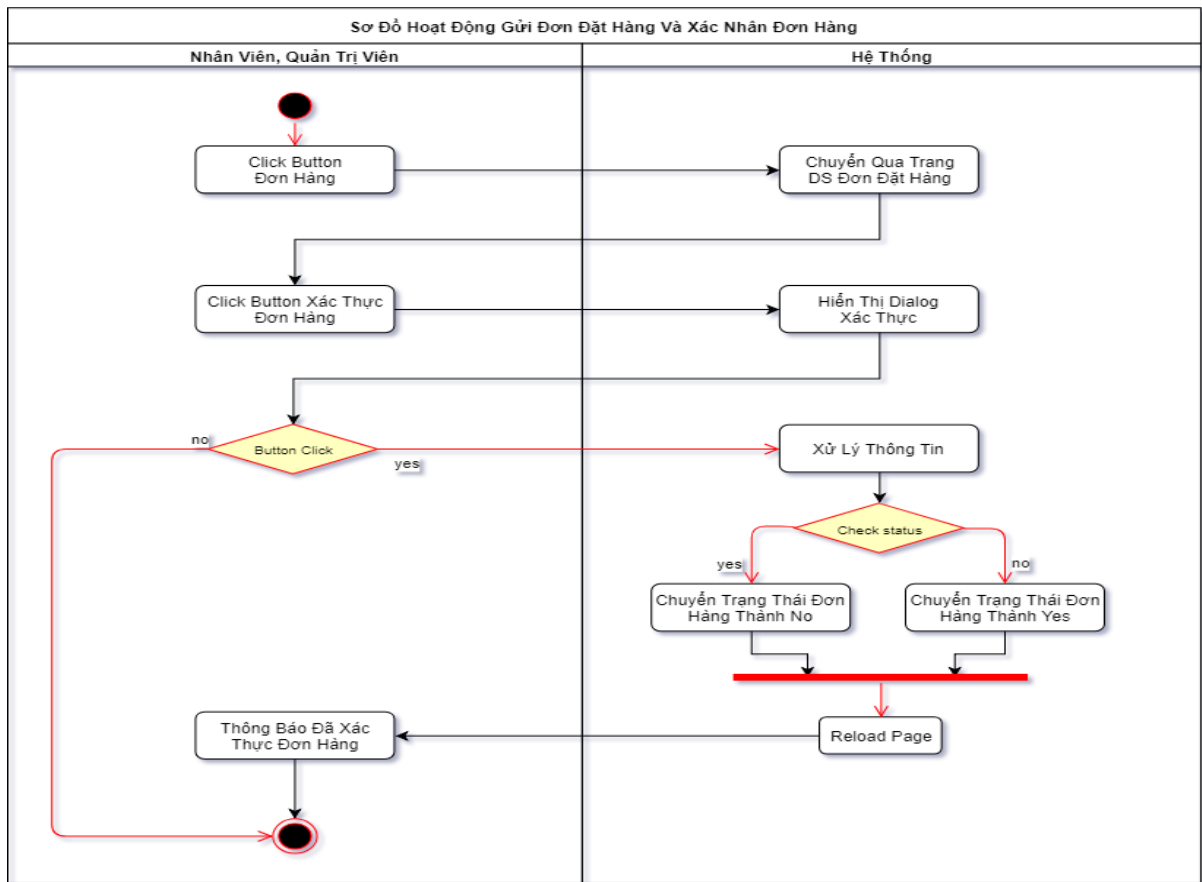 Sơ Đồ Hoạt Động Gửi Đơn Đặt Hàng Và Xác Nhận Đơn Hàng
Nhân Viên, Quản Trị Viên
Hệ Thống
Click Button
Đơn Hàng
Chuyển Qua Trang
DS Đơn Đặt Hàng
Click Button Xác Thực
Đơn Hàng
Hiển Thị Dialog
Xác Thực
no
Button Click
yes
Xử Lý Thông Tin
Check status
yes
no
Chuyển Trạng Thái Đơn
Hàng Thành No
Chuyển Trạng Thái Đơn
Hàng Thành Yes
Thông Báo Đã Xác
Thực Đơn Hàng
Reload Page